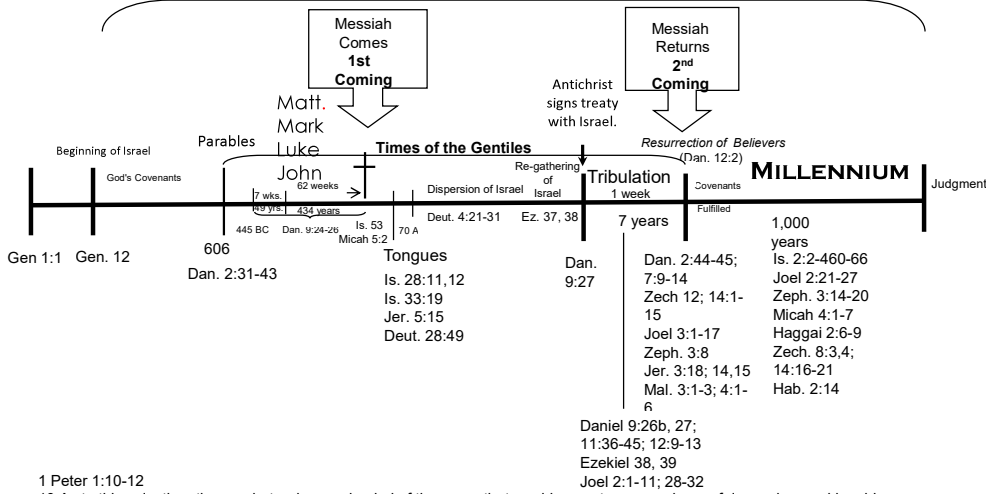 Messiah
Comes
1st
Coming
Messiah
Returns
2nd
Coming
Antichrist
signs treaty
with Israel.
Matt.
Mark
Luke
John
Parables
Times of the Gentiles
Resurrection of Believers
(Dan. 12:2)
Beginning of Israel
God's Covenants
7 wks.
49 yrs.
62 weeks
434 years
Dispersion of Israel
Re-gathering
of
Israel
Tribulation
1 week
Covenants
Fulfilled
MILLENNIUM
Judgment
Gen 1:1
Gen. 12
606
Dan. 2:31-43
445 BC
Dan. 9:24-26
Is. 53
Micah 5:2
70 A
Deut. 4:21-31
Ez. 37, 38
7 years
1,000
years
Tongues
Is. 28:11,12
Is. 33:19
Jer. 5:15
Deut. 28:49
Dan.
9:27
Dan. 2:44-45;
7:9-14
Zech 12; 14:1-
15
Joel 3:1-17
Zeph. 3:8
Jer. 3:18; 14,15
Mal. 3:1-3; 4:1-
6
Is. 2:2-460-66
Joel 2:21-27
Zeph. 3:14-20
Micah 4:1-7
Haggai 2:6-9
Zech. 8:3,4;
14:16-21
Hab. 2:14
Daniel 9:26b, 27;
11:36-45; 12:9-13
Ezekiel 38, 39
Joel 2:1-11; 28-32
1 Peter 1:10-12